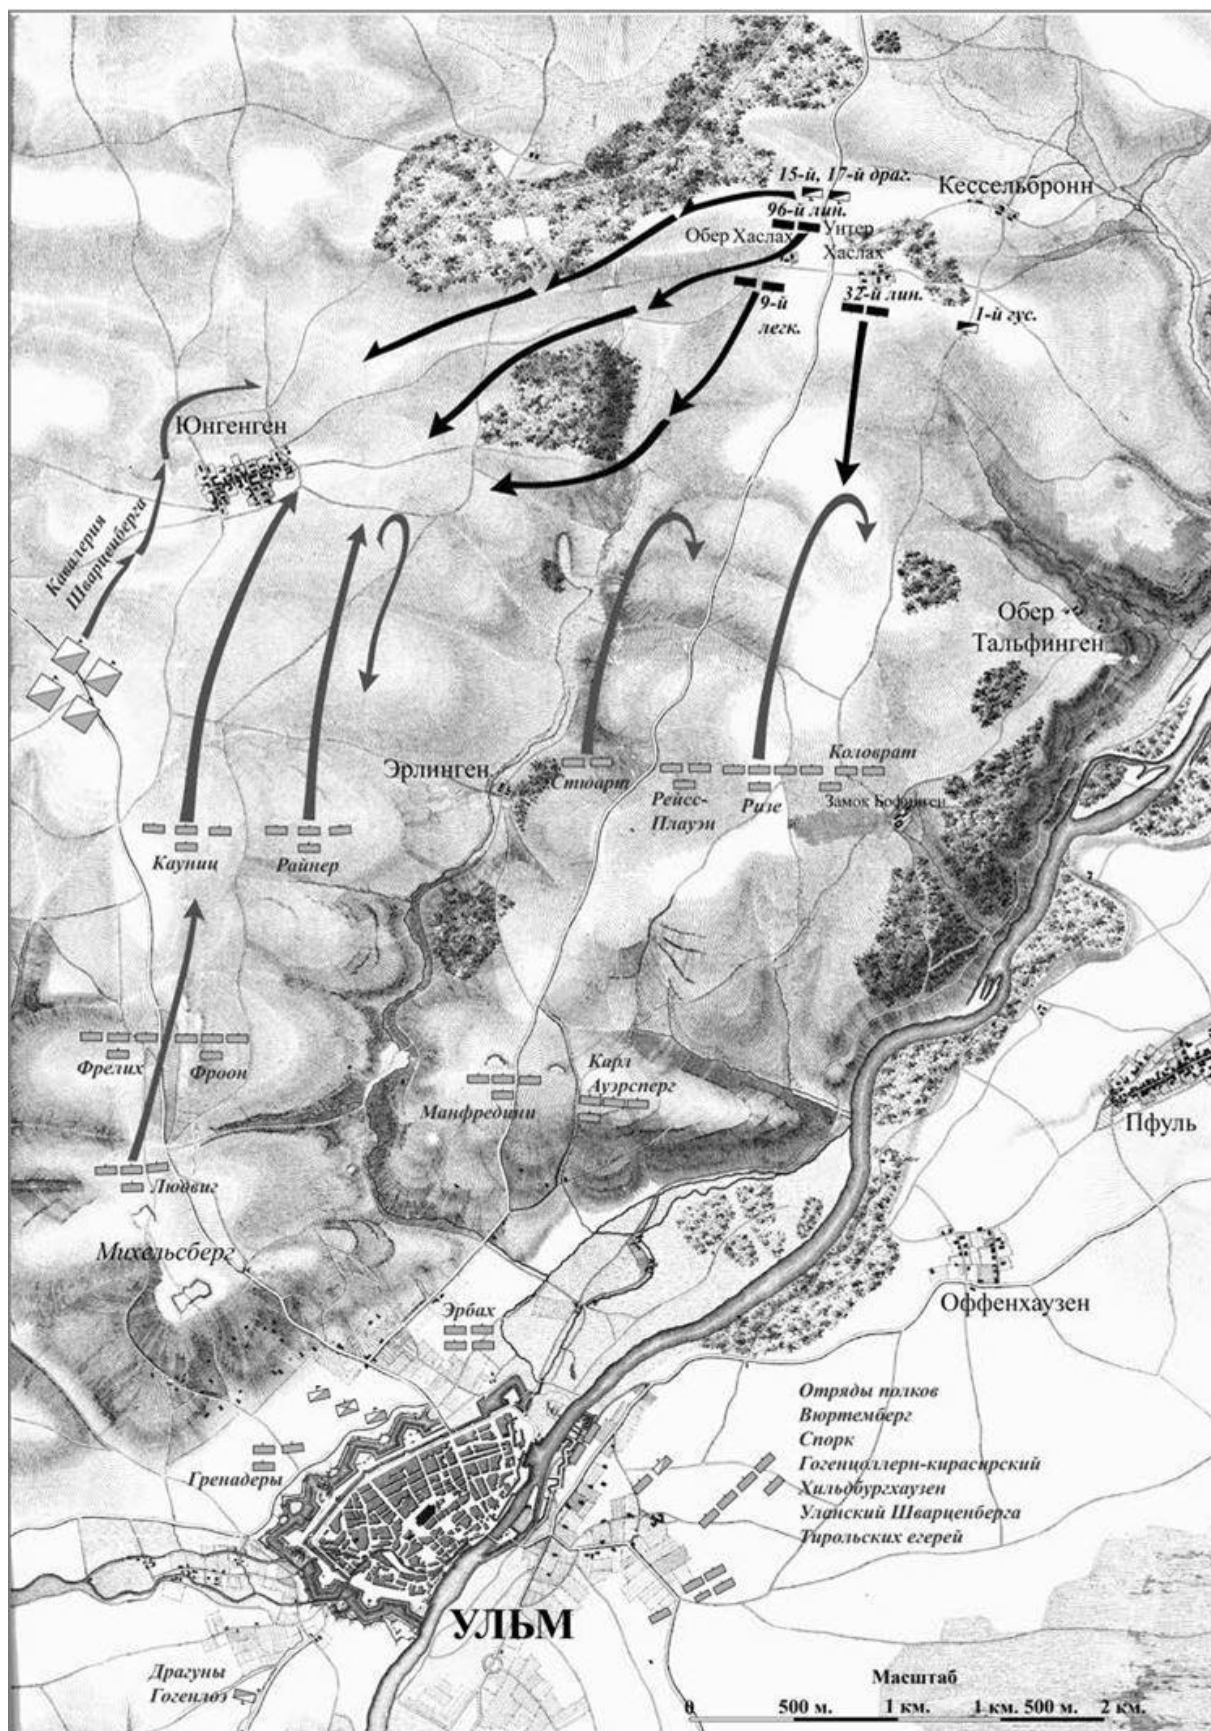 15-й, 17-й драг.
Кессельбронн
96-й лин.
Обер Хаслах
Унтер
Хаслах
32-й лин.
9-й
легк.
1-й гус.
Юнгенген
Кавалерия
Шварценберга
Обер
Тальфинген
Эрлинген
Стюарт
Коловрат
Рейсс-
Плауэн
Ризе
Замок Бофинген
Кауниц
Райнер
Фрелих
Фроон
Манфредини
Карл
Ауэрсперг
Пфуль
Людвиг
Михельсберг
Эрбах
Оффенхаузен
Гренадеры
Отряды полков
Вюртемберг
Спорк
Гогенцоллерн-кирасирский
Хильдбургхаузен
Уланский Шварценберга
Тирольских егерей
УЛЬМ
Драгуны
Гогенлоэ
Масштаб
0 500 м. 1 км. 1 км. 500 м. 2 км.